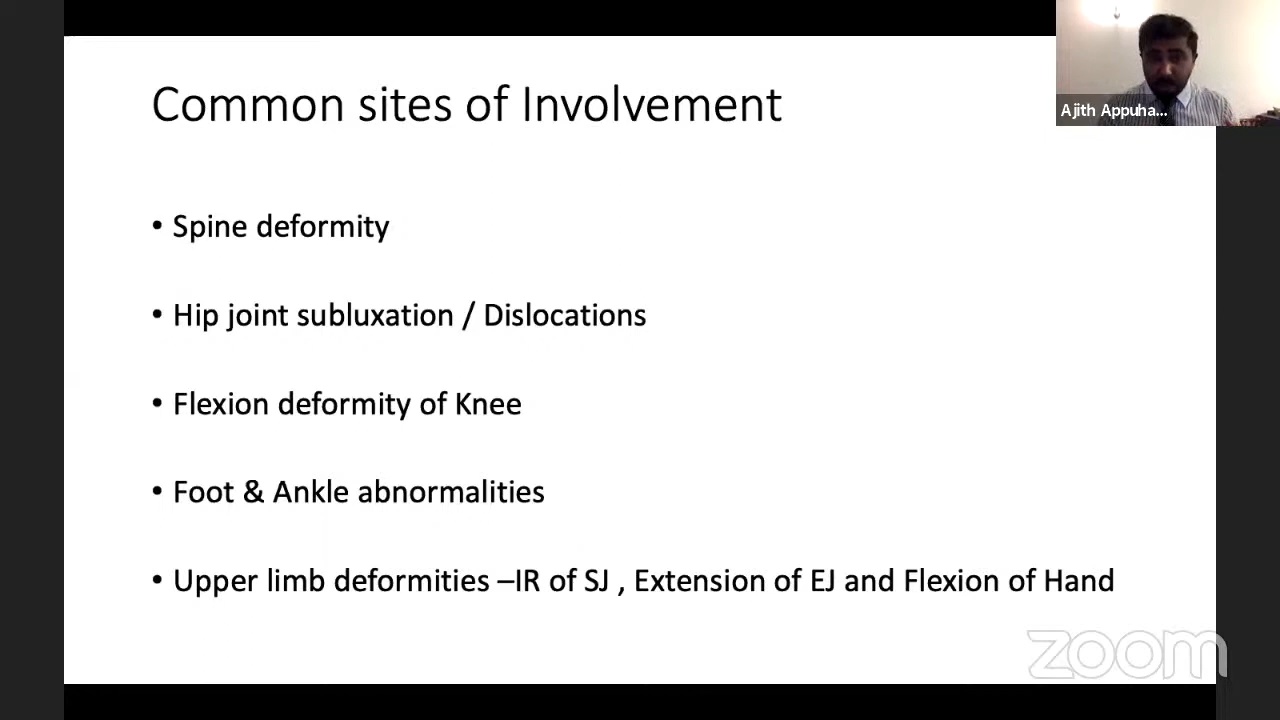 Common sites of Involvement
Ajith Appuha...
• Spine deformity
• Hip joint subluxation / Dislocations
• Flexion deformity of Knee
• Foot & Ankle abnormalities
• Upper limb deformities –IR of SJ , Extension of EJ and Flexion of Hand
zoom